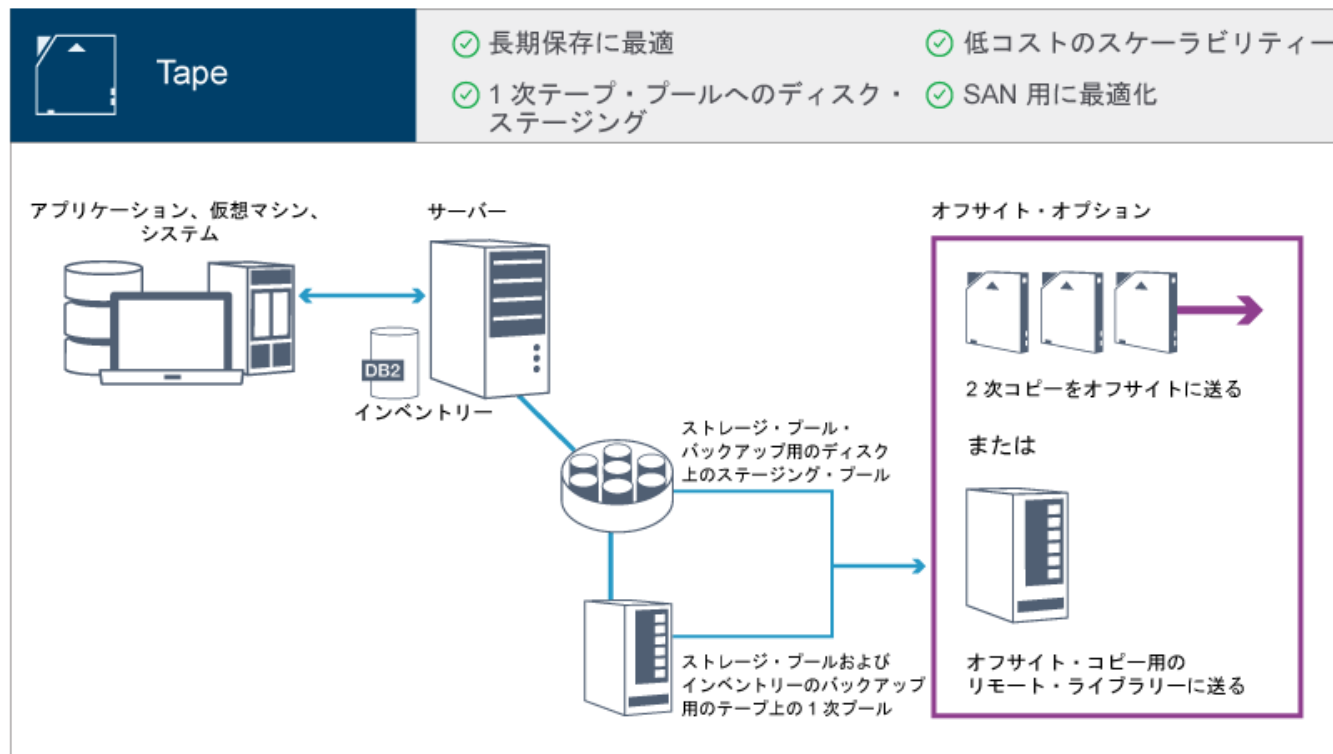 Tape
長期保存に最適
1 次テープ・プールへのディスク・
ステージング
低コストのスケーラビリティー
SAN 用に最適化
アプリケーション、仮想マシン、
システム
サーバー
DB2
インベントリー
ストレージ・プール・
バックアップ用のディスク
上のステージング・プール
ストレージ・プールおよび
インベントリーのバックアップ
用のテープ上の 1 次プール
オフサイト・オプション
2 次コピーをオフサイトに送る
または
オフサイト・コピー用の
リモート・ライブラリーに送る